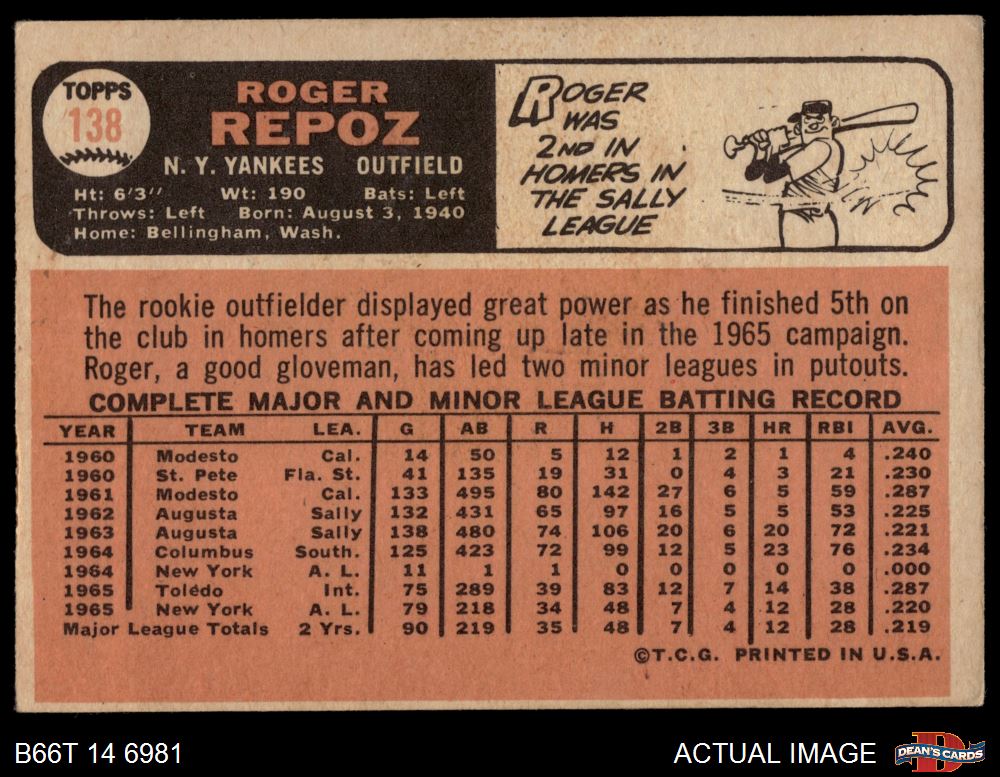 TOPPS
138
ROGER
REPOZ
N. Y. YANKEES OUTFIELD
Ht: 6'3" Wt: 190 Bats: Left
Throws: Left Born: August 3, 1940
Home: Bellingham, Wash.
ROGER
WAS
2ND IN
HOMERS IN
THE SALLY
LEAGUE
The rookie outfielder displayed great power as he finished 5th on
the club in homers after coming up late in the 1965 campaign.
Roger, a good gloveman, has led two minor leagues in putouts.
COMPLETE MAJOR AND MINOR LEAGUE BATTING RECORD
YEAR TEAM LEA. G AB R H 2B 3B HR RBI AVG.
1960 Modesto Cal. 14 50 5 12 1 2 1 4 .240
1960 St. Pete Fla. St. 41 135 19 31 0 4 3 21 .230
1961 Modesto Cal. 133 495 80 142 27 6 5 59 .287
1962 Augusta Sally 132 431 65 97 16 5 5 53 .225
1963 Augusta Sally 138 480 74 106 20 6 20 72 .221
1964 Columbus South. 125 423 72 99 12 5 23 76 .234
1964 New York A. L. 11 1 1 0 0 0 0 0 .000
1965 Toledo Int. 75 289 39 83 12 7 14 38 .287
1965 New York A. L. 79 218 34 48 7 4 12 28 .220
Major League Totals 2 Yrs. 90 219 35 48 7 4 12 28 .219
©T.C.G. PRINTED IN U.S.A.
B66T 14 6981
ACTUAL IMAGE
D
DEAN'S CARDS